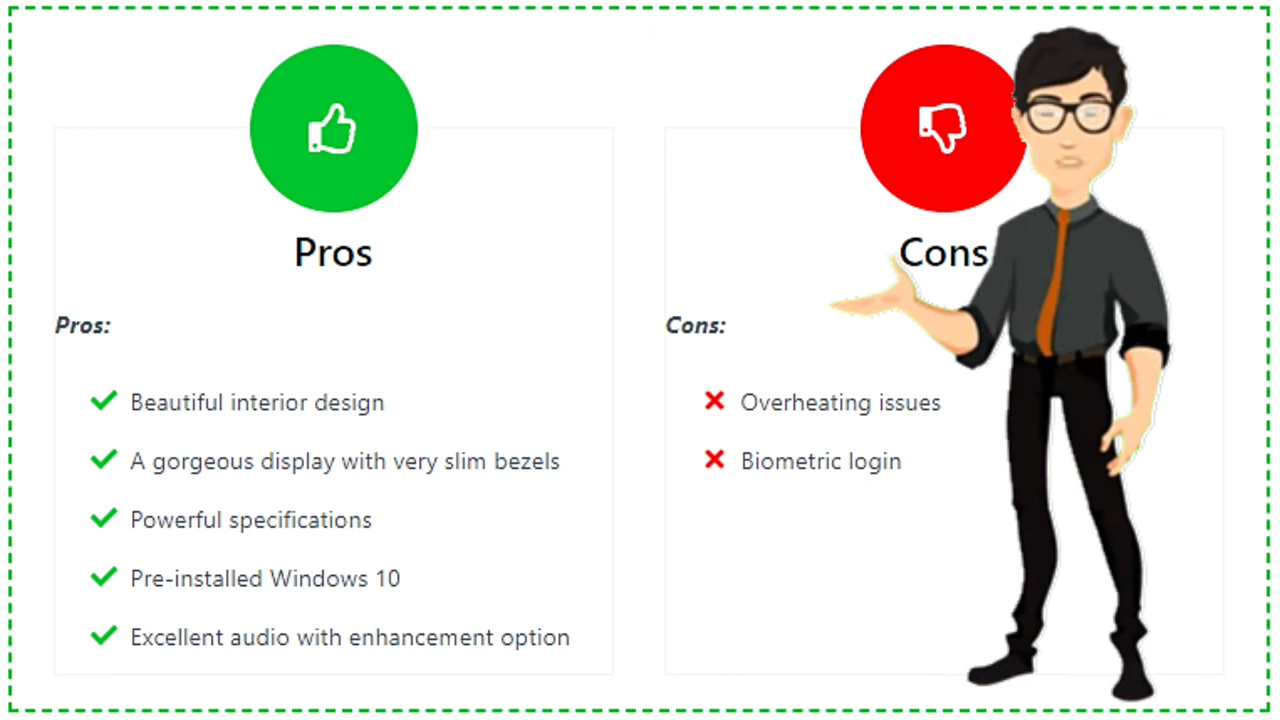 Pros
Pros:
Beautiful interior design
A gorgeous display with very slim bezels
Powerful specifications
Pre-installed Windows 10
Excellent audio with enhancement option
Cons
Cons:
Overheating issues
Biometric login